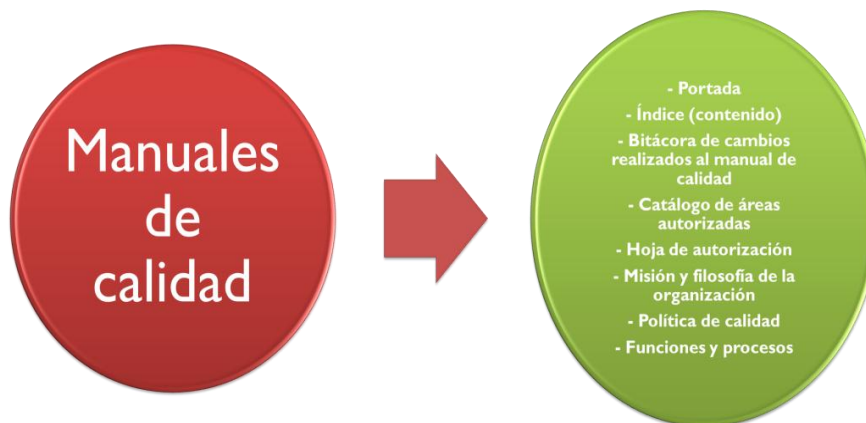 Manuales
de
calidad
- Portada
- Índice (contenido)
- Bitácora de cambios
realizados al manual de
calidad
- Catálogo de áreas
autorizadas
- Hoja de autorización
- Misión y filosofía de la
organización
- Política de calidad
- Funciones y procesos